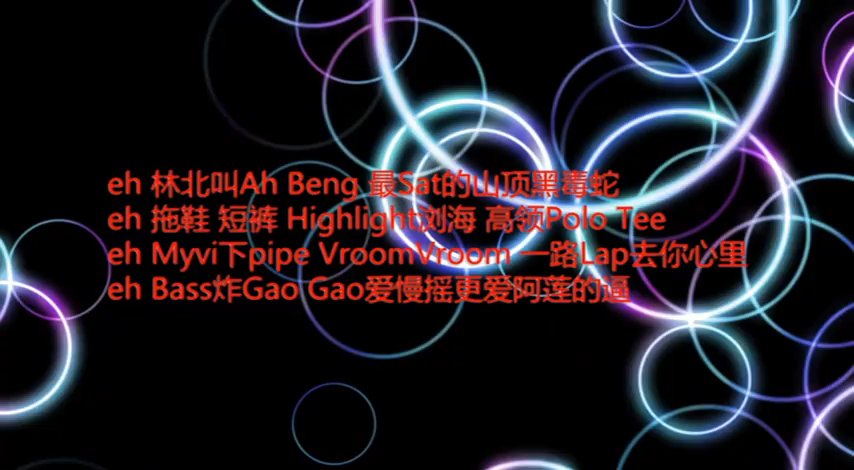 eh 林北叫Ah Beng 最Sat的山顶黑毒蛇
eh 拖鞋 短裤 Highlight浏海 高领Polo Tee
eh Myvi下pipe VroomVroom 一路Lap去你心里
eh Bass炸Gao Gao爱慢摇更爱阿莲的逼